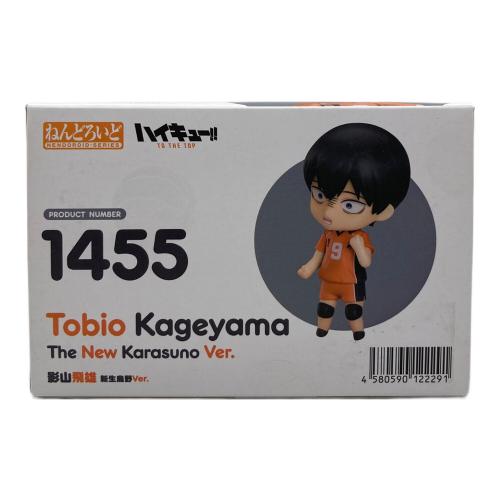 ねんどろいど
NENDOROID-SERIES
ハイキュー!!
TO THE TOP
PRODUCT NUMBER
1455
9
Tobio Kageyama
The New Karasuno Ver.
影山飛雄 新生烏野Ver.
4 580590 122291